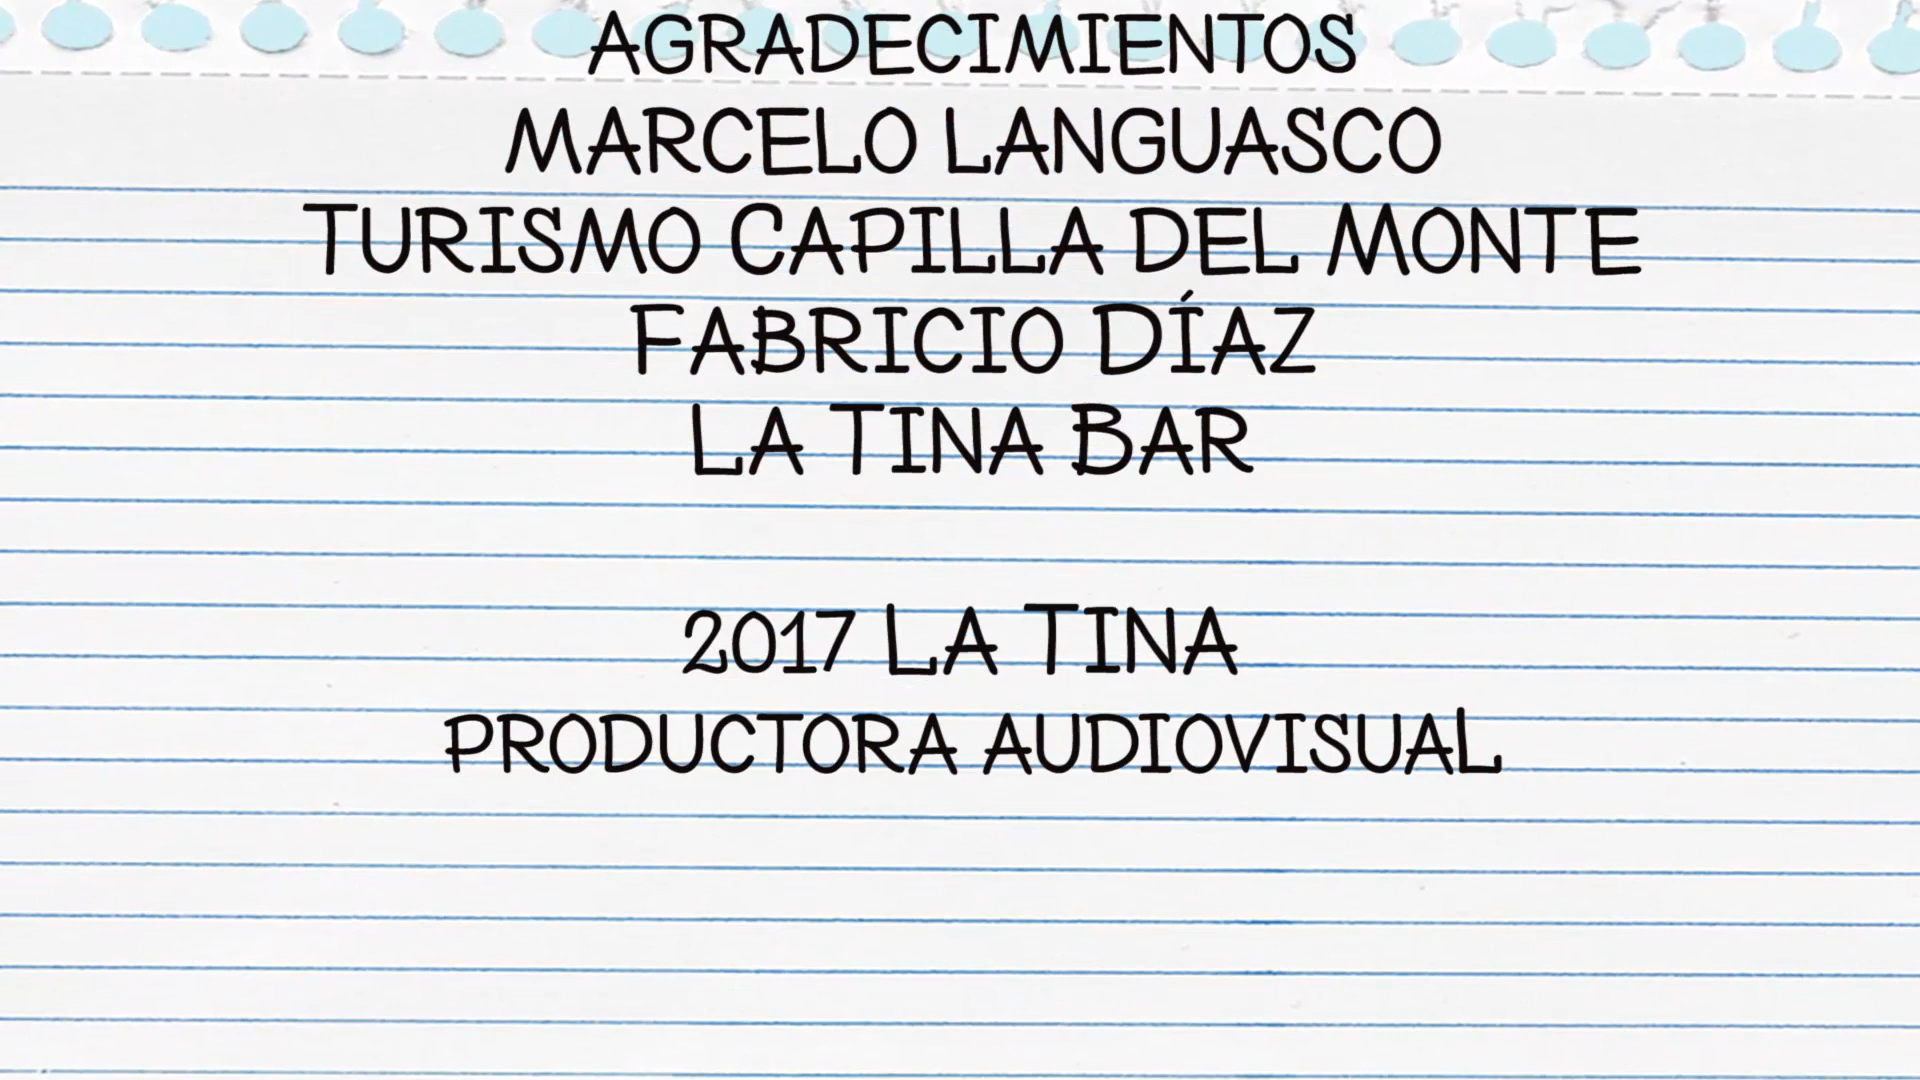 AGRADECIMIENTOS
MARCELO LANGUASCO
TURISMO CAPILLA DEL MONTE
FABRICIO DÍAZ
LA TINA BAR
2017 LA TINA
PRODUCTORA AUDIOVISUAL